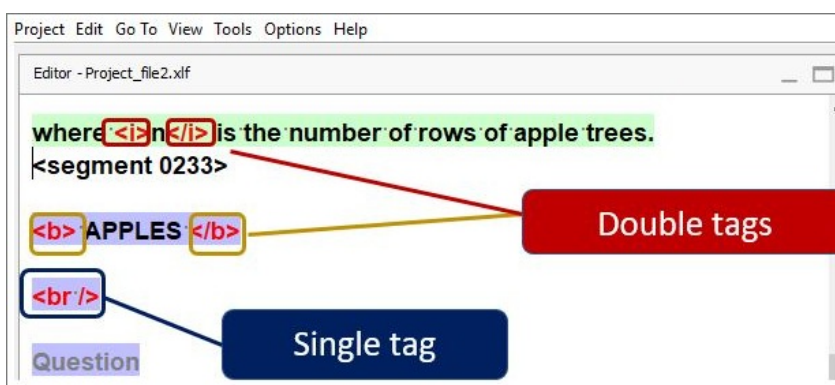 Project Edit Go To View Tools Options Help
Editor - Project_file2.xlf
where <i>n</i> is the number of rows of apple trees.
<segment 0233>
Double tags
<b> APPLES </b>
<br />
Single tag
Question